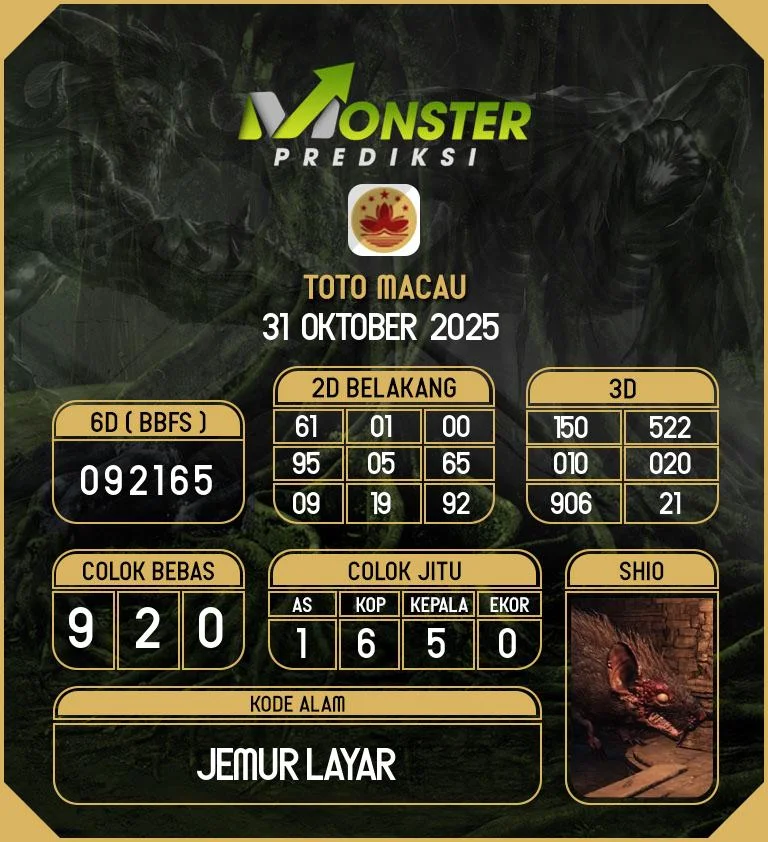 MONSTER
PREDIKSI
TOTO MACAU
31 OKTOBER 2025
6D ( BBFS )
092165
2D BELAKANG
61 01 00
95 05 65
09 19 92
3D
150 522
010 020
906 21
COLOK BEBAS
9 2 0
COLOK JITU
AS KOP KEPALA EKOR
1 6 5 0
SHIO
KODE ALAM
JEMUR LAYAR